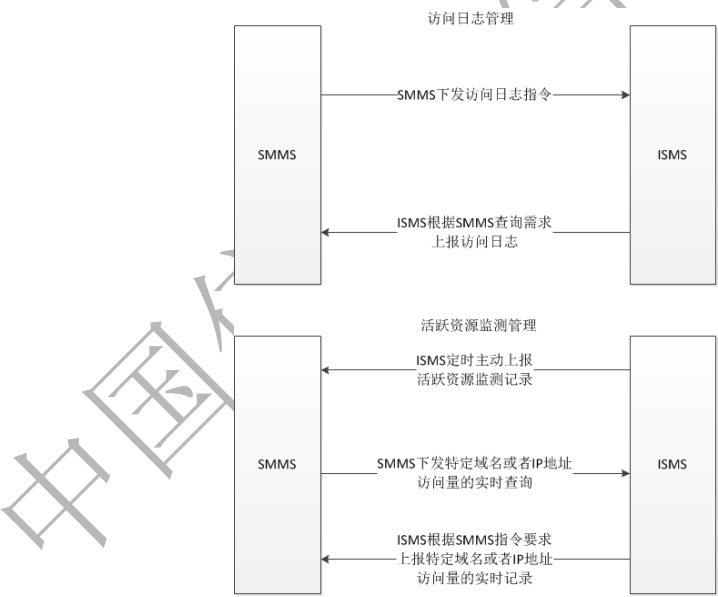 访问日志管理
SMMS下发访问日志指令
SMMS
ISMS
ISMS根据SMMS查询需求
上报访问日志
活跃资源监测管理
ISMS定时主动上报
活跃资源监测记录
SMMS
SMMS下发特定域名或者IP地址
访问量的实时查询
ISMS
ISMS根据SMMS指令要求
上报特定域名或者IP地址
访问量的实时记录
中国信